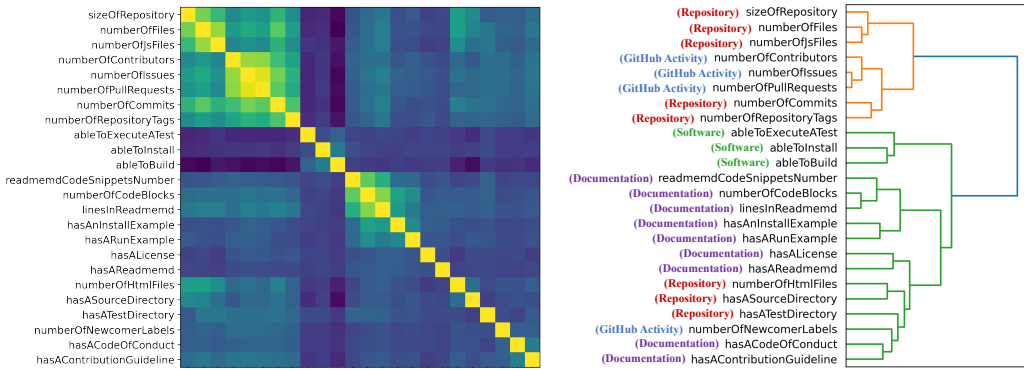 sizeOfRepository
numberOfFiles
numberOfJsFiles
numberOfContributors
numberOfIssues
numberOfPullRequests
numberOfCommits
numberOfRepositoryTags
ableToExecuteATest
ableToInstall
ableToBuild
readmemdCodeSnippetsNumber
numberOfCodeBlocks
linesInReadmemd
hasAnInstallExample
hasARunExample
hasALicense
hasAReadmemd
numberOfHtmlFiles
hasASourceDirectory
hasATestDirectory
numberOfNewcomerLabels
hasACodeOfConduct
hasAContributionGuideline
(Repository) sizeOfRepository
(Repository) numberOfFiles
(Repository) numberOfJsFiles
(GitHub Activity) numberOfContributors
(GitHub Activity) numberOfIssues
(GitHub Activity) numberOfPullRequests
(Repository) numberOfCommits
(Repository) numberOfRepositoryTags
(Software) ableToExecuteATest
(Software) ableToInstall
(Software) ableToBuild
(Documentation) readmemdCodeSnippetsNumber
(Documentation) numberOfCodeBlocks
(Documentation) linesInReadmemd
(Documentation) hasAnInstallExample
(Documentation) hasARunExample
(Documentation) hasALicense
(Documentation) hasAReadmemd
(Repository) numberOfHtmlFiles
(Repository) hasASourceDirectory
(Repository) hasATestDirectory
(GitHub Activity) numberOfNewcomerLabels
(Documentation) hasACodeOfConduct
(Documentation) hasAContributionGuideline